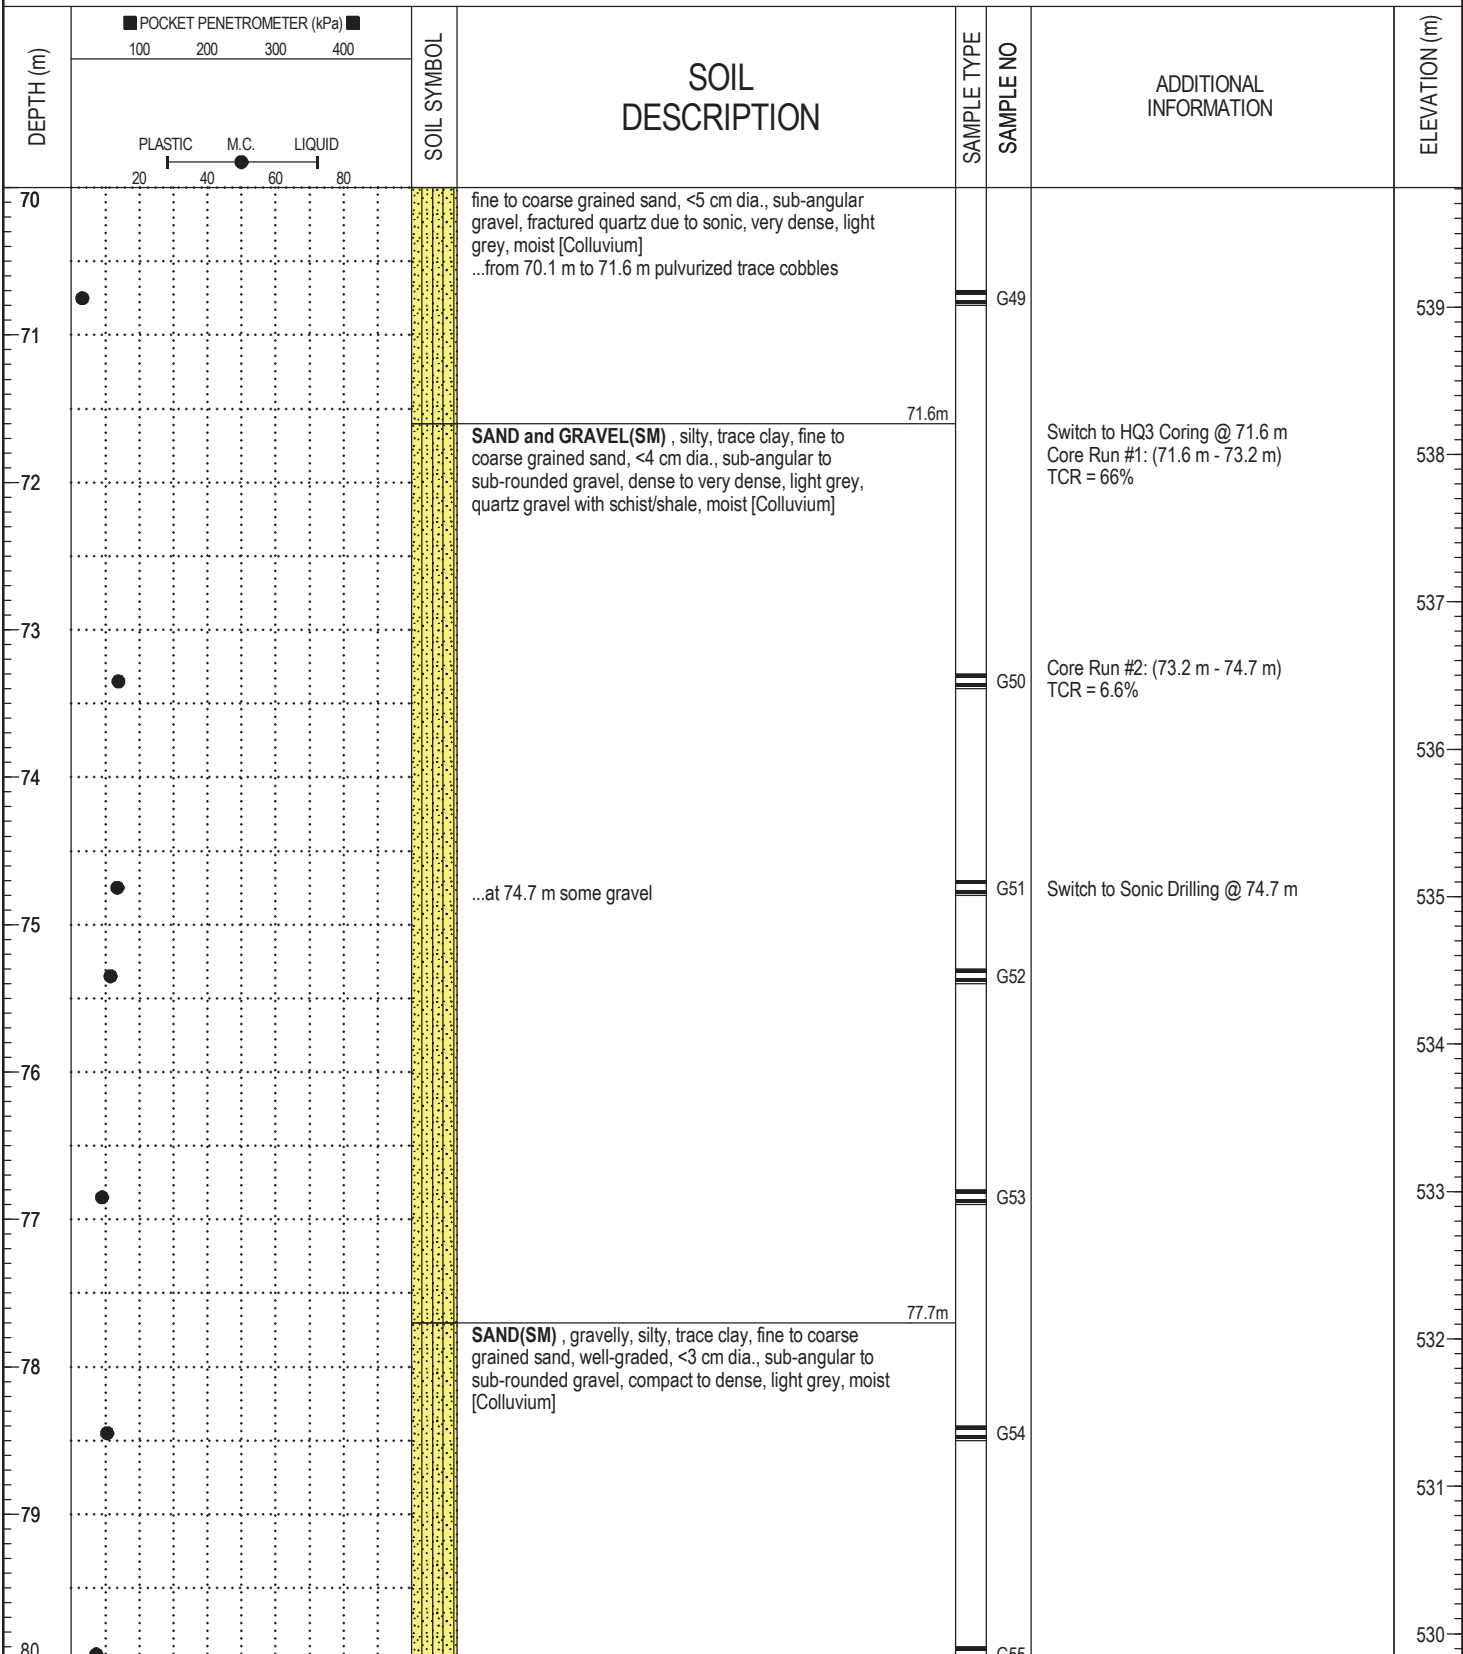 ■ POCKET PENETROMETER (kPa) ■
100 200 300 400
DEPTH (m)
PLASTIC M.C. LIQUID
20 40 60 80
SOIL SYMBOL
SOIL
DESCRIPTION
SAMPLE TYPE
SAMPLE NO
ADDITIONAL
INFORMATION
ELEVATION (m)
70
fine to coarse grained sand, <5 cm dia., sub-angular
gravel, fractured quartz due to sonic, very dense, light
grey, moist [Colluvium]
...from 70.1 m to 71.6 m pulvurized trace cobbles
G49
539
71
71.6m
SAND and GRAVEL(SM) , silty, trace clay, fine to
coarse grained sand, <4 cm dia., sub-angular to
sub-rounded gravel, dense to very dense, light grey,
quartz gravel with schist/shale, moist [Colluvium]
Switch to HQ3 Coring @ 71.6 m
Core Run #1: (71.6 m - 73.2 m)
TCR = 66%
538
72
537
73
G50
Core Run #2: (73.2 m - 74.7 m)
TCR = 6.6%
536
74
...at 74.7 m some gravel
G51
Switch to Sonic Drilling @ 74.7 m
535
75
G52
534
76
G53
533
77
77.7m
SAND(SM) , gravelly, silty, trace clay, fine to coarse
grained sand, well-graded, <3 cm dia., sub-angular to
sub-rounded gravel, compact to dense, light grey, moist
[Colluvium]
532
78
G54
531
79
530
80
G55